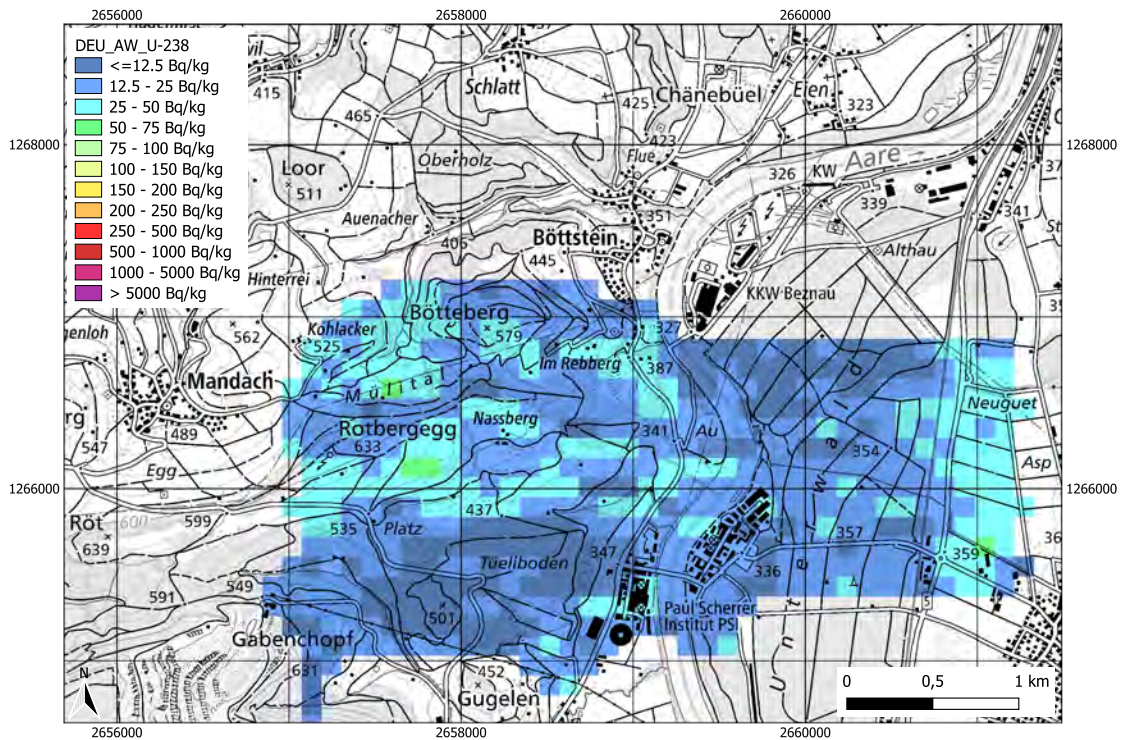 2656000 2658000 2660000
DEU_AW_U-238
<=12.5 Bq/kg
12.5 - 25 Bq/kg
25 - 50 Bq/kg
50 - 75 Bq/kg
75 - 100 Bq/kg
100 - 150 Bq/kg
150 - 200 Bq/kg
200 - 250 Bq/kg
250 - 500 Bq/kg
500 - 1000 Bq/kg
1000 - 5000 Bq/kg
> 5000 Bq/kg
415
465
Schlatt
425
Chänebüel
Eien
323
423
1268000 1268000
Loor
511
Oberholz
Flue
326
KW
Aare
339
341
Auenacher
405
351
Böttstein
445
Althau
Hinterrei
KKW Beznau
562
Kohlacker
525
Bötteberg
579
327
Im Rebberg
387
Mandach
Mülital
Nassberg
Neuguet
547
489
Rotbergegg
633
341
Au
354
Asp
Egg
1266000 1266000
Röt
600
599
639
535
Platz
437
357
347
359
Tüeliboden
336
549
591
501
Paul Scherrer
Institut PSI
Gabenchopf
631
452
Gugelen
Unterwald
N
0 0,5 1 km
2656000 2658000 2660000